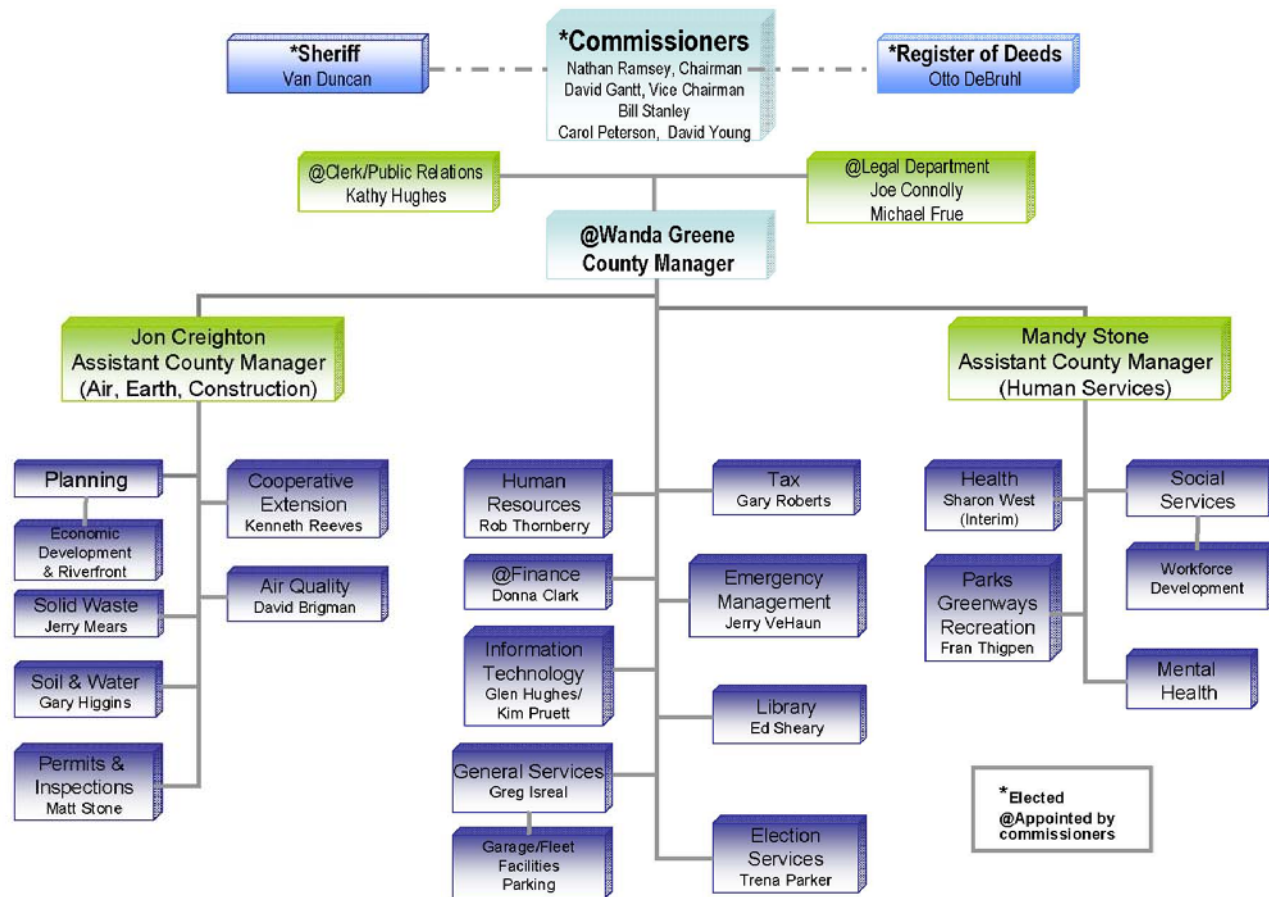 *Sheriff
Van Duncan
*Commissioners
Nathan Ramsey, Chairman
David Gantt, Vice Chairman
Bill Stanley
Carol Peterson, David Young
*Register of Deeds
Otto DeBruhl
@Clerk/Public Relations
Kathy Hughes
@Legal Department
Joe Connolly
Michael Frue
@Wanda Greene
County Manager
Jon Creighton
Assistant County Manager
(Air, Earth, Construction)
Mandy Stone
Assistant County Manager
(Human Services)
Planning
Economic
Development
& Riverfront
Solid Waste
Jerry Mears
Soil & Water
Gary Higgins
Permits &
Inspections
Matt Stone
Cooperative
Extension
Kenneth Reeves
Air Quality
David Brigman
Human
Resources
Rob Thornberry
@Finance
Donna Clark
Information
Technology
Glen Hughes/
Kim Pruett
General Services
Greg Isreal
Garage/Fleet
Facilities
Parking
Tax
Gary Roberts
Emergency
Management
Jerry VeHaun
Library
Ed Sheary
Election
Services
Trena Parker
Health
Sharon West
(Interim)
Parks
Greenways
Recreation
Fran Thigpen
Social
Services
Workforce
Development
Mental
Health
*Elected
@Appointed by
commissioners